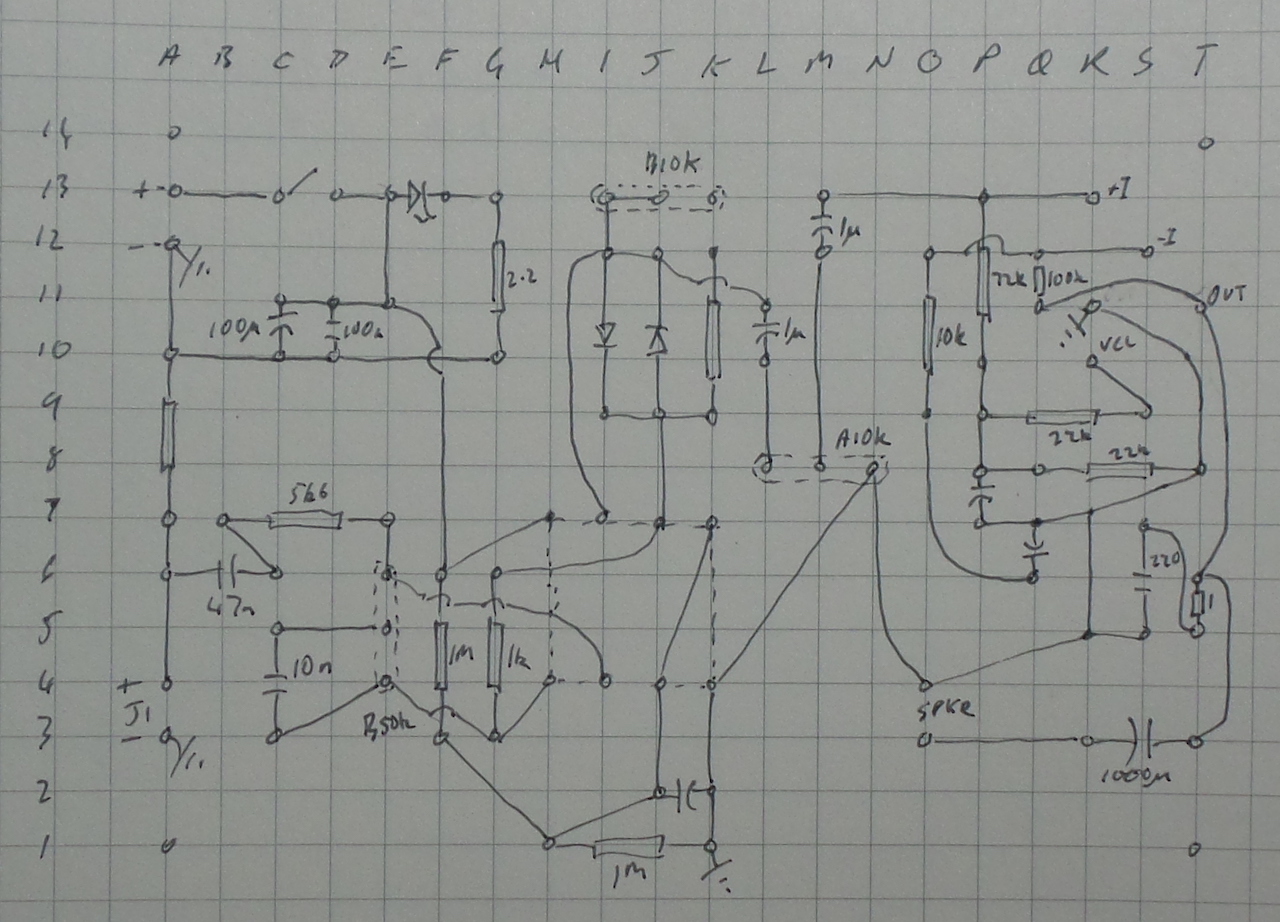 A B C D E F G H I J K L M N O P Q R S T
14
B10k
13 + +I
12 - 1μ -I
2.2 22k 100k
11 OUT
100μ 100n 1μ 10k
10 VCC
9
A10k 22k
8 22k
7
5k6
6 220
47n
5 1
10n 1M 1k
4 +
J1 SPKR
3 - B50k
1000μ
2
1
1M